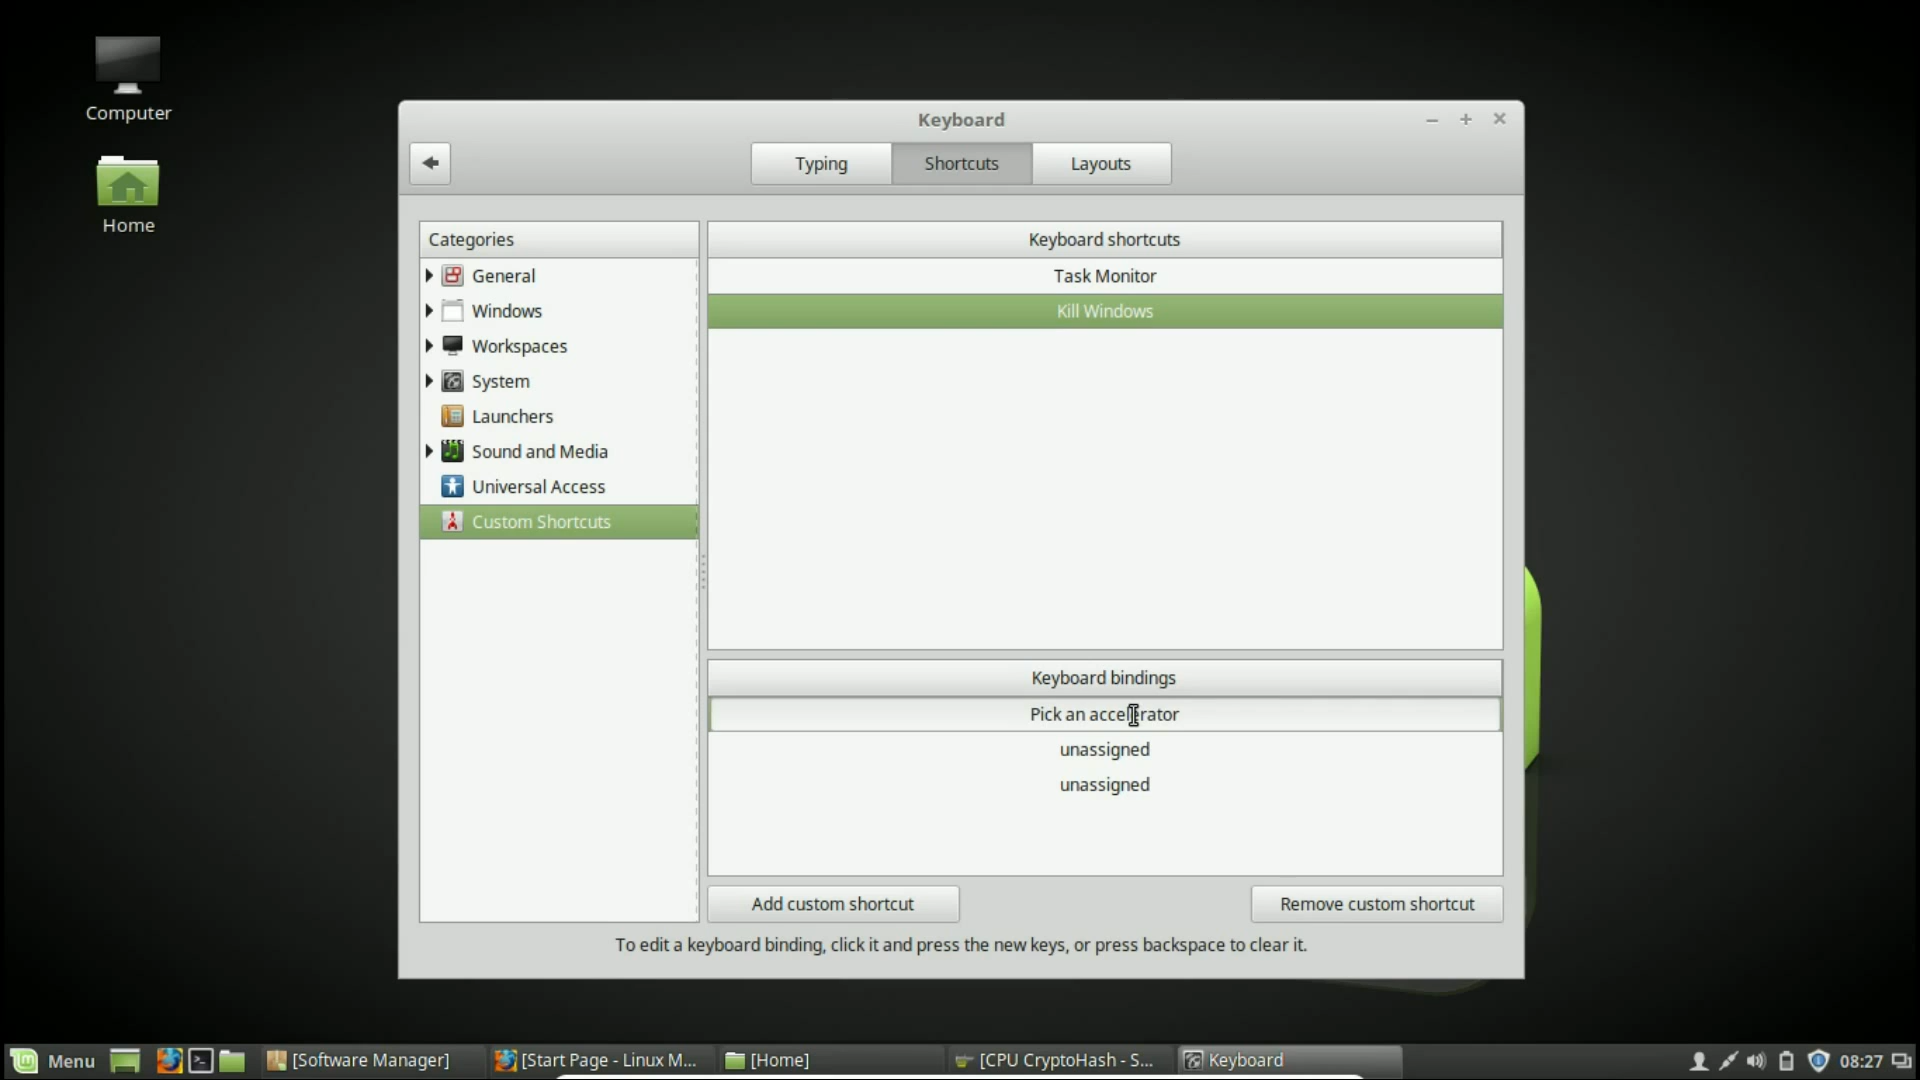 Computer
Home
Keyboard
Typing
Shortcuts
Layouts
Categories
General
Windows
Workspaces
System
Launchers
Sound and Media
Universal Access
Custom Shortcuts
Keyboard shortcuts
Task Monitor
Kill Windows
Keyboard bindings
Pick an accelerator
unassigned
unassigned
Add custom shortcut
Remove custom shortcut
To edit a keyboard binding, click it and press the new keys, or press backspace to clear it.
Menu
[Software Manager]
[Start Page - Linux M...
[Home]
[CPU CryptoHash - S...
Keyboard
08:27